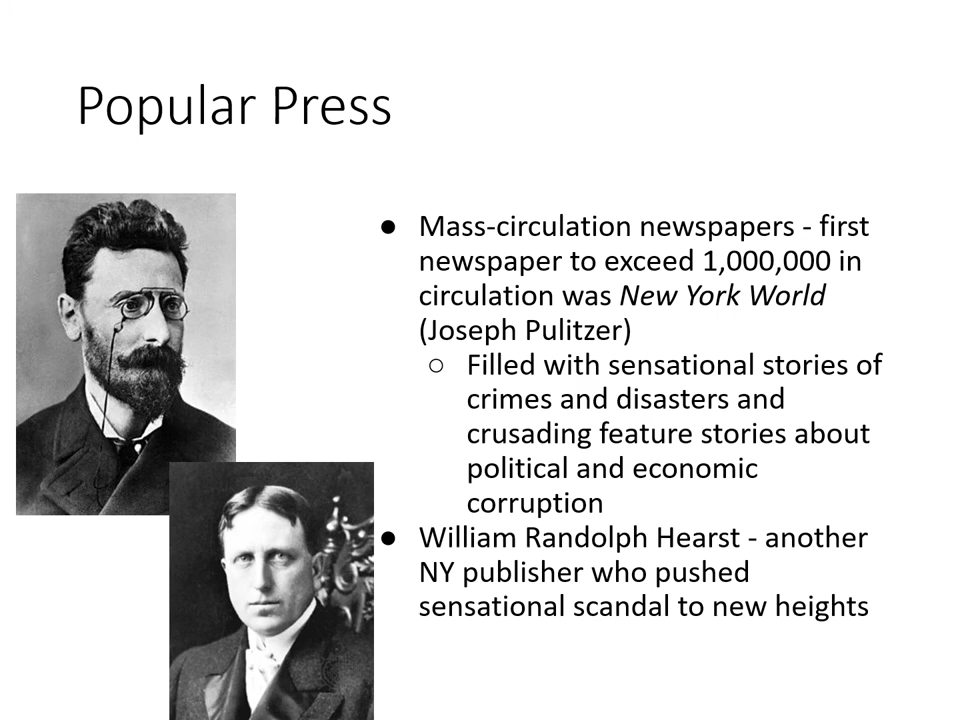 Popular Press
● Mass-circulation newspapers - first
newspaper to exceed 1,000,000 in
circulation was New York World
(Joseph Pulitzer)
○ Filled with sensational stories of
crimes and disasters and
crusading feature stories about
political and economic
corruption
● William Randolph Hearst - another
NY publisher who pushed
sensational scandal to new heights